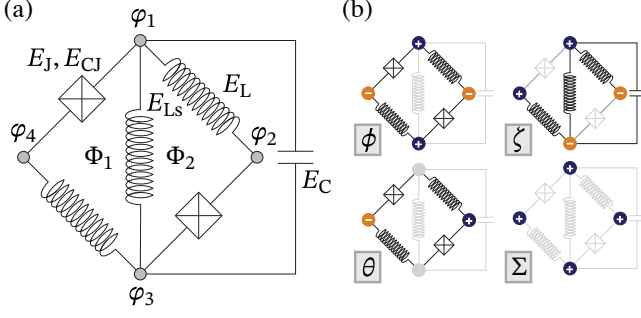 (a)
φ₁
E_J, E_CJ
E_L
E_Ls
φ₄
Φ₁
Φ₂
φ₂
E_C
φ₃
(b)
+
−
−
+
ϕ
+
+
−
−
ζ
−
+
θ
+
+
+
+
Σ